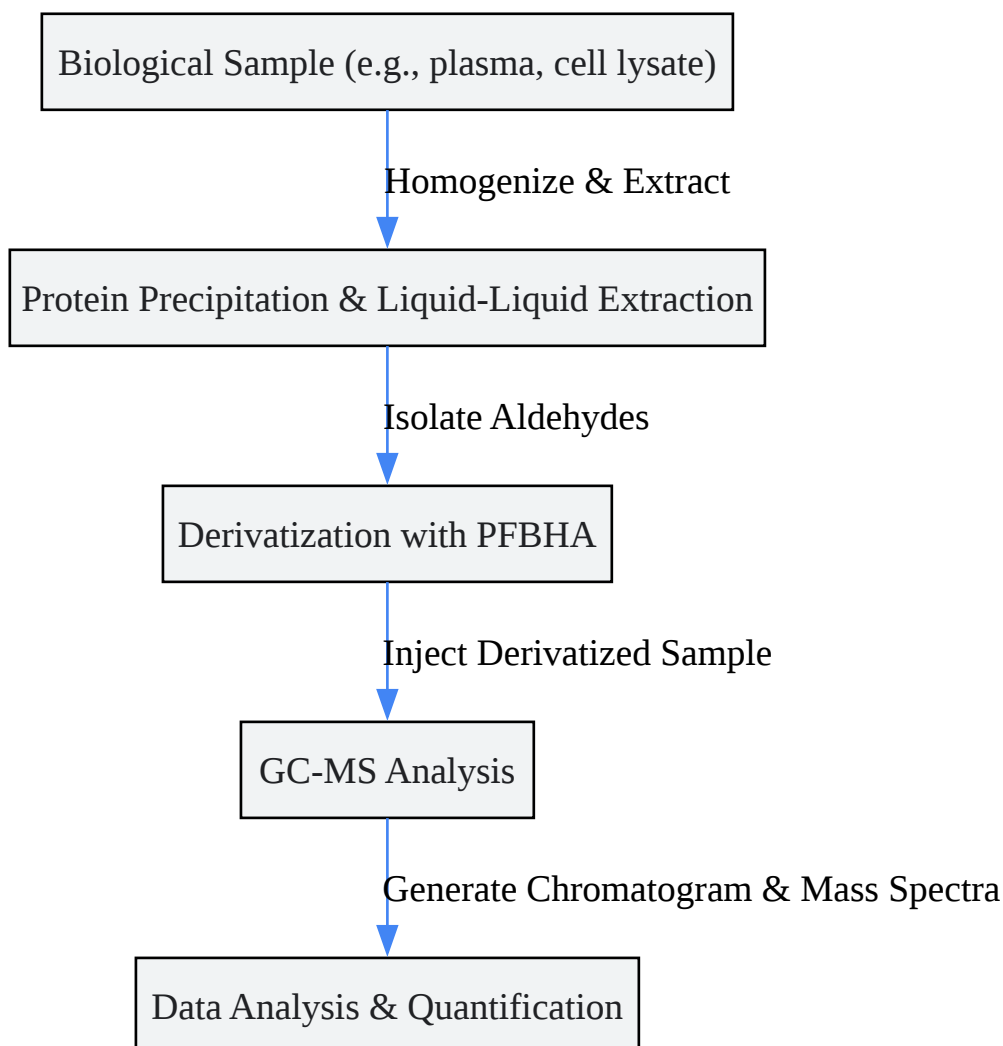 Biological Sample (e.g., plasma, cell lysate)
Homogenize & Extract
Protein Precipitation & Liquid-Liquid Extraction
Isolate Aldehydes
Derivatization with PFBHA
Inject Derivatized Sample
GC-MS Analysis
Generate Chromatogram & Mass Spectra
Data Analysis & Quantification